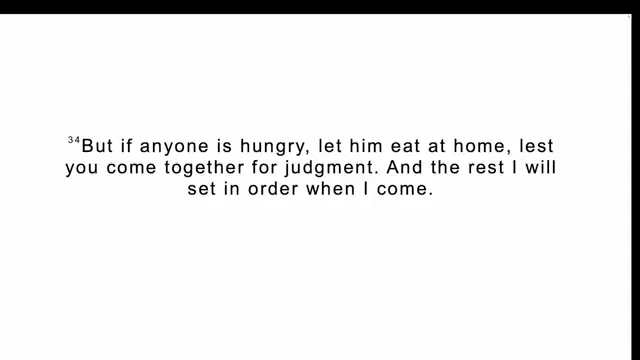 34But if anyone is hungry, let him eat at home, lest
you come together for judgment. And the rest I will
set in order when I come.